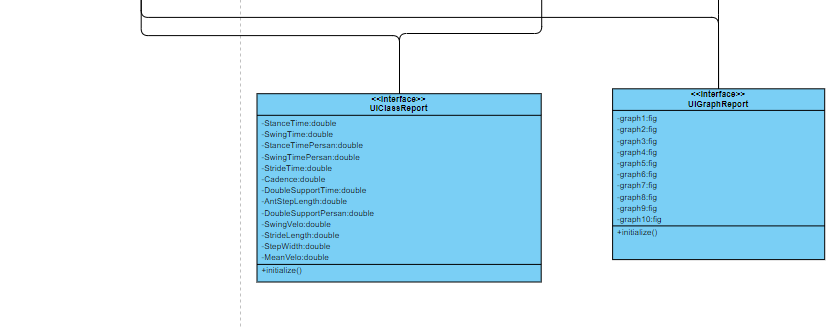 <<Interface>>
UIClassReport
-StanceTime:double
-SwingTime:double
-StanceTimePersan:double
-SwingTimePersan:double
-StrideTime:double
-Cadence:double
-DoubleSupportTime:double
-AntStepLength:double
-DoubleSupportPersan:double
-SwingVelo:double
-StrideLength:double
-StepWidth:double
-MeanVelo:double
+initialize()
<<Interface>>
UIGraphReport
-graph1:fig
-graph2:fig
-graph3:fig
-graph4:fig
-graph5:fig
-graph6:fig
-graph7:fig
-graph8:fig
-graph9:fig
-graph10:fig
+initialize()